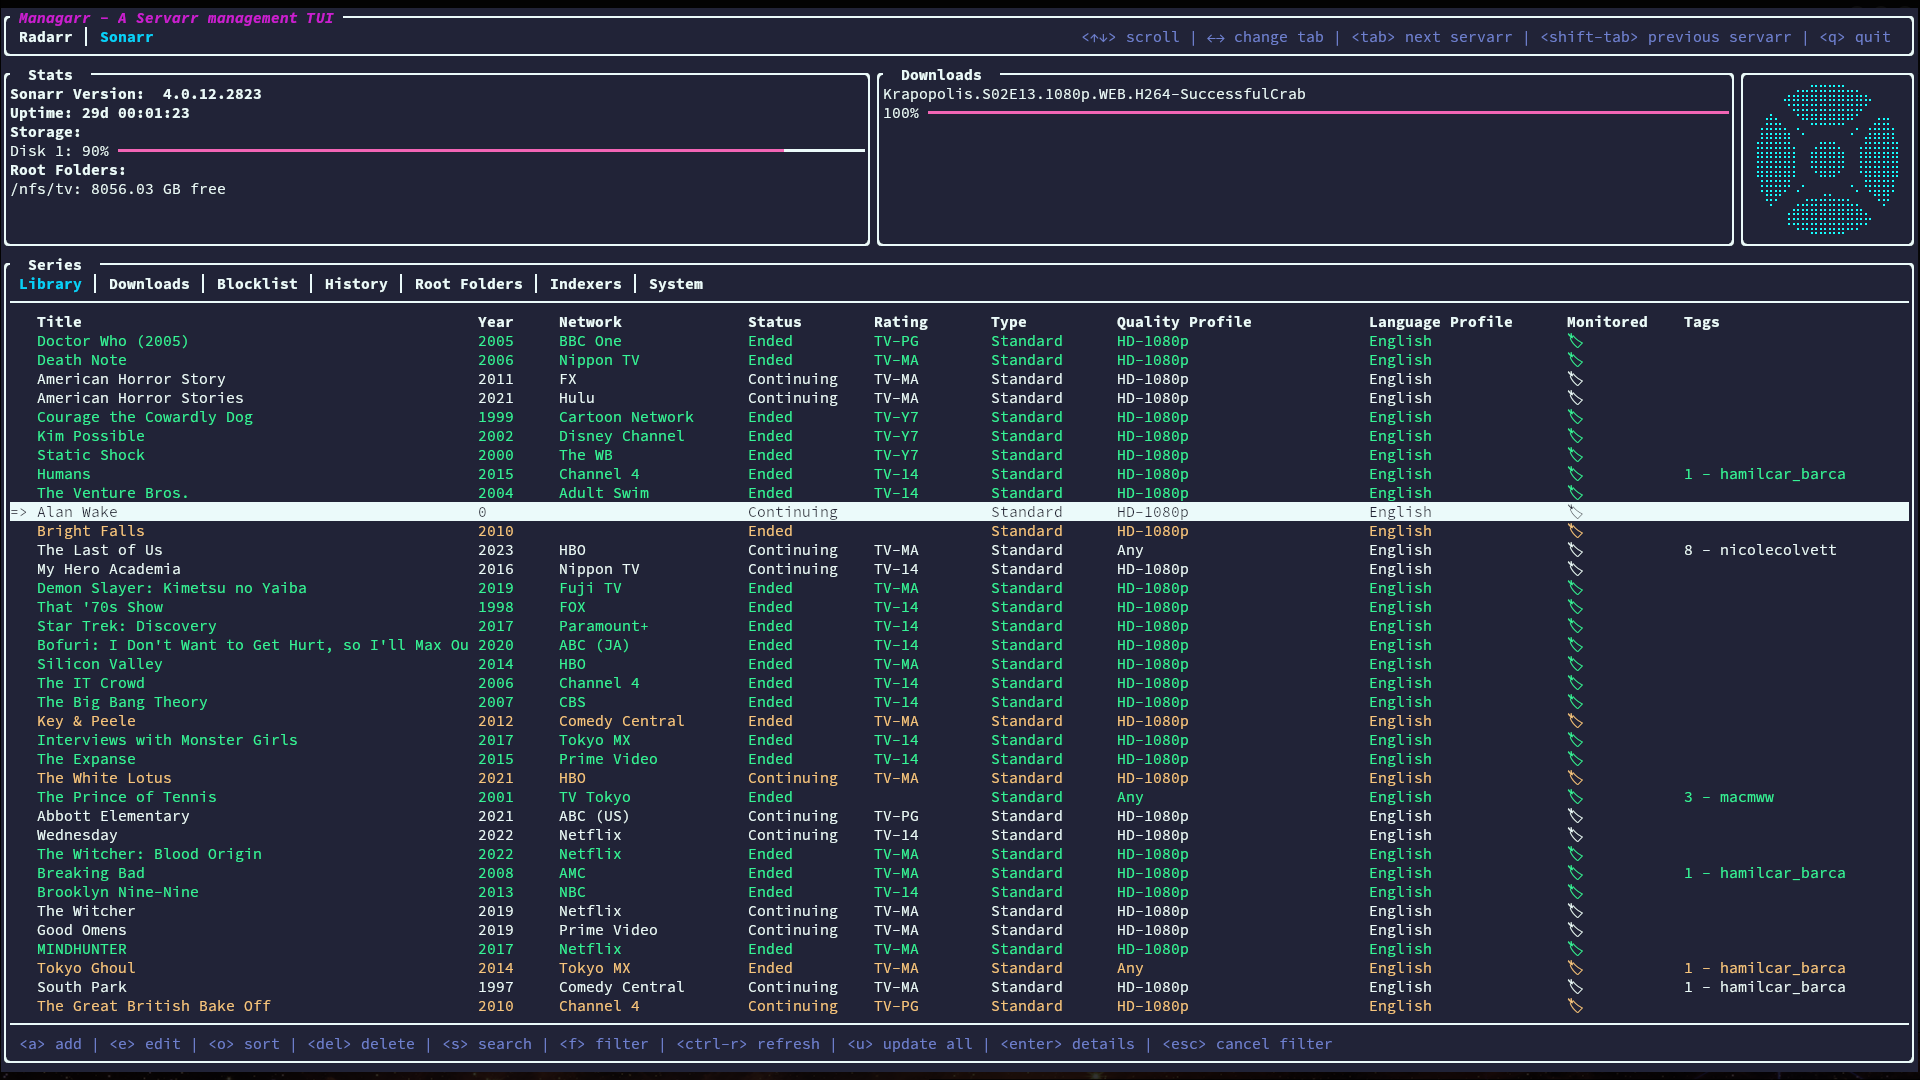 Managarr - A Servarr management TUI
Radarr | Sonarr <↑↓> scroll | ↔ change tab | <tab> next servarr | <shift-tab> previous servarr | <q> quit
Stats
Sonarr Version: 4.0.12.2823
Uptime: 29d 00:01:23
Storage:
Disk 1: 90%
Root Folders:
/nfs/tv: 8056.03 GB free
Downloads
Krapopolis.S02E13.1080p.WEB.H264-SuccessfulCrab
100%
Series
Library | Downloads | Blocklist | History | Root Folders | Indexers | System
Title Year Network Status Rating Type Quality Profile Language Profile Monitored Tags
Doctor Who (2005) 2005 BBC One Ended TV-PG Standard HD-1080p English
Death Note 2006 Nippon TV Ended TV-MA Standard HD-1080p English
American Horror Story 2011 FX Continuing TV-MA Standard HD-1080p English
American Horror Stories 2021 Hulu Continuing TV-MA Standard HD-1080p English
Courage the Cowardly Dog 1999 Cartoon Network Ended TV-Y7 Standard HD-1080p English
Kim Possible 2002 Disney Channel Ended TV-Y7 Standard HD-1080p English
Static Shock 2000 The WB Ended TV-Y7 Standard HD-1080p English
Humans 2015 Channel 4 Ended TV-14 Standard HD-1080p English 1 - hamilcar_barca
The Venture Bros. 2004 Adult Swim Ended TV-14 Standard HD-1080p English
=> Alan Wake 0 Continuing Standard HD-1080p English
Bright Falls 2010 Ended Standard HD-1080p English
The Last of Us 2023 HBO Continuing TV-MA Standard Any English 8 - nicolecolvett
My Hero Academia 2016 Nippon TV Continuing TV-14 Standard HD-1080p English
Demon Slayer: Kimetsu no Yaiba 2019 Fuji TV Ended TV-MA Standard HD-1080p English
That '70s Show 1998 FOX Ended TV-14 Standard HD-1080p English
Star Trek: Discovery 2017 Paramount+ Ended TV-14 Standard HD-1080p English
Bofuri: I Don't Want to Get Hurt, so I'll Max Ou 2020 ABC (JA) Ended TV-14 Standard HD-1080p English
Silicon Valley 2014 HBO Ended TV-MA Standard HD-1080p English
The IT Crowd 2006 Channel 4 Ended TV-14 Standard HD-1080p English
The Big Bang Theory 2007 CBS Ended TV-14 Standard HD-1080p English
Key & Peele 2012 Comedy Central Ended TV-MA Standard HD-1080p English
Interviews with Monster Girls 2017 Tokyo MX Ended TV-14 Standard HD-1080p English
The Expanse 2015 Prime Video Ended TV-14 Standard HD-1080p English
The White Lotus 2021 HBO Continuing TV-MA Standard HD-1080p English
The Prince of Tennis 2001 TV Tokyo Ended Standard Any English 3 - macmww
Abbott Elementary 2021 ABC (US) Continuing TV-PG Standard HD-1080p English
Wednesday 2022 Netflix Continuing TV-14 Standard HD-1080p English
The Witcher: Blood Origin 2022 Netflix Ended TV-MA Standard HD-1080p English
Breaking Bad 2008 AMC Ended TV-MA Standard HD-1080p English 1 - hamilcar_barca
Brooklyn Nine-Nine 2013 NBC Ended TV-14 Standard HD-1080p English
The Witcher 2019 Netflix Continuing TV-MA Standard HD-1080p English
Good Omens 2019 Prime Video Continuing TV-MA Standard HD-1080p English
MINDHUNTER 2017 Netflix Ended TV-MA Standard HD-1080p English
Tokyo Ghoul 2014 Tokyo MX Ended TV-MA Standard Any English 1 - hamilcar_barca
South Park 1997 Comedy Central Continuing TV-MA Standard HD-1080p English 1 - hamilcar_barca
The Great British Bake Off 2010 Channel 4 Continuing TV-PG Standard HD-1080p English
<a> add | <e> edit | <o> sort | <del> delete | <s> search | <f> filter | <ctrl-r> refresh | <u> update all | <enter> details | <esc> cancel filter